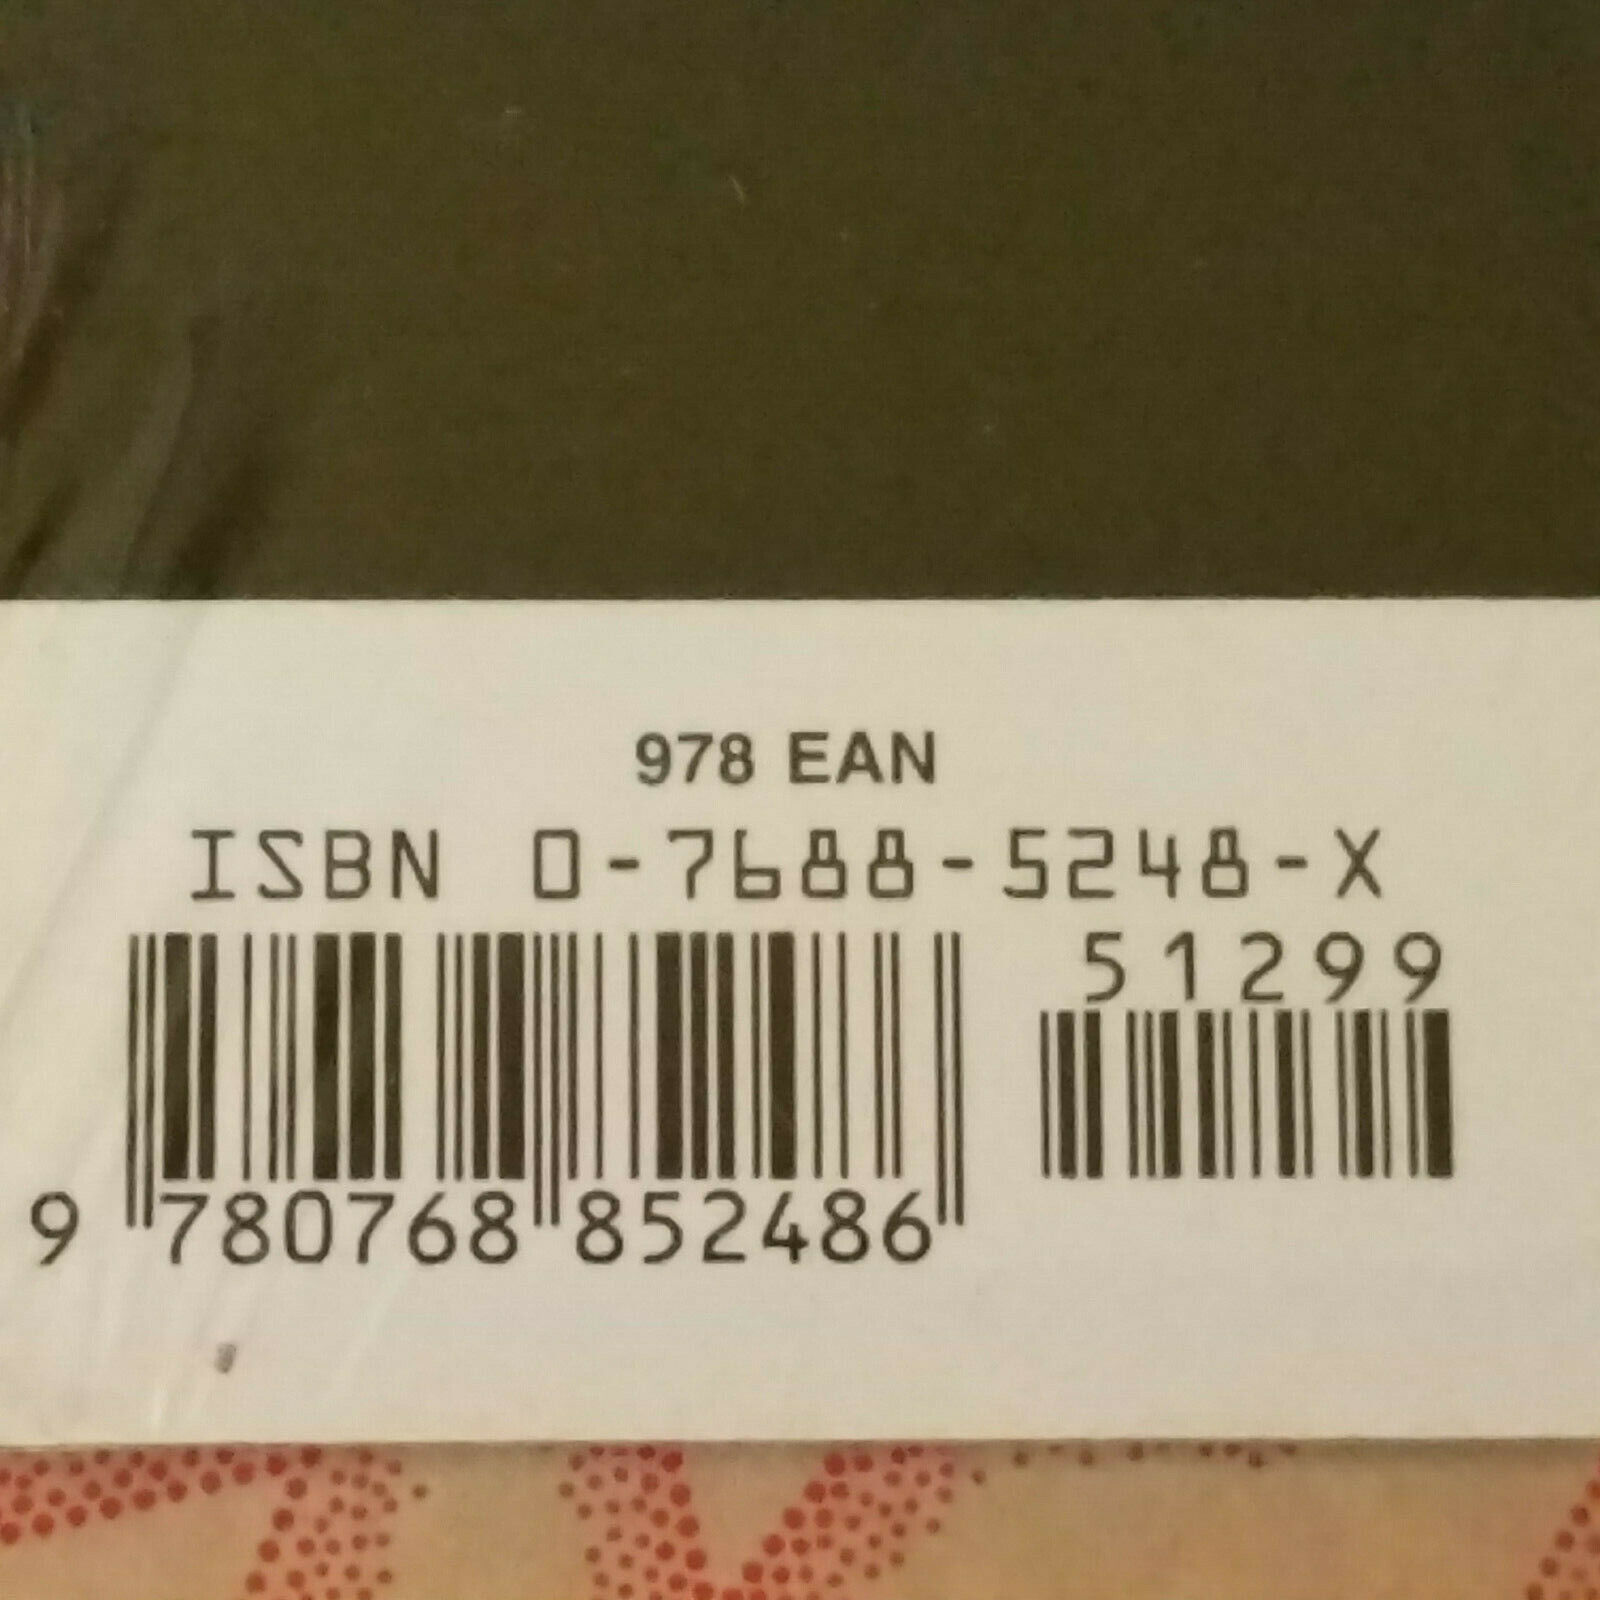 978 EAN
ISBN 0-7688-5248-X
51299
9 780768 852486